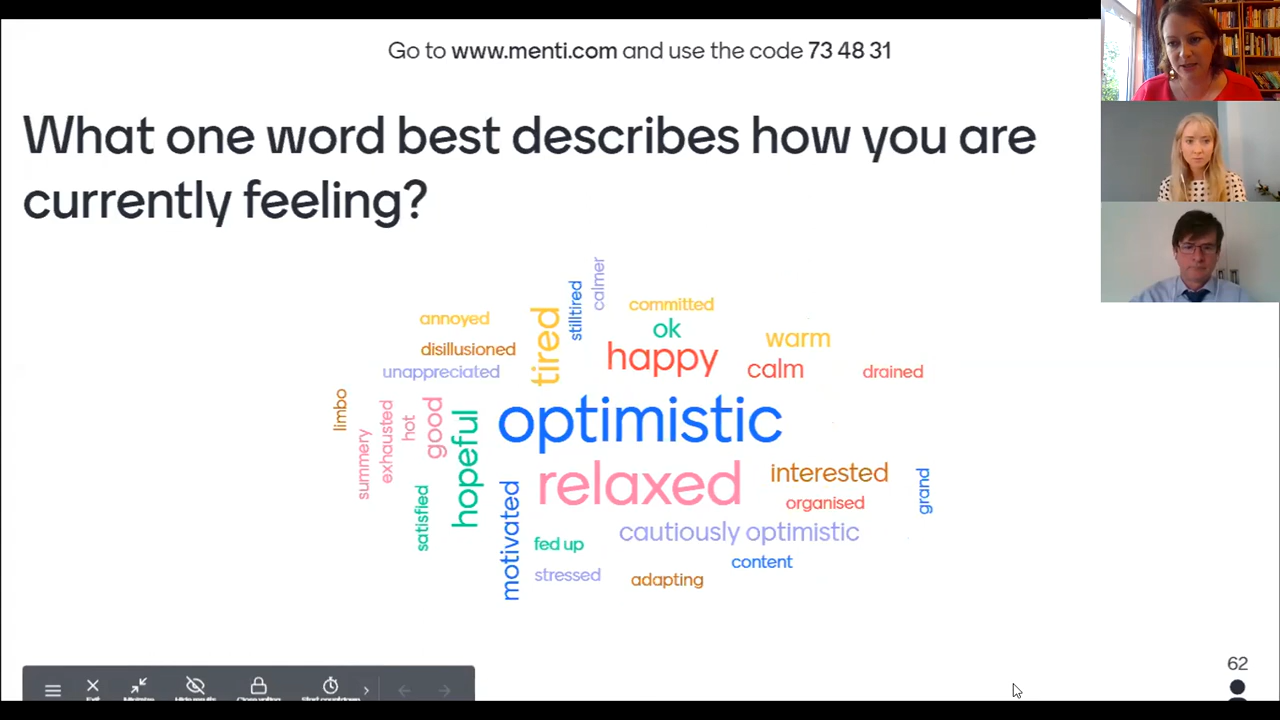 Go to www.menti.com and use the code 73 48 31
What one word best describes how you are
currently feeling?
calmer
stilltired
committed
annoyed
tired
ok
warm
disillusioned
happy
unappreciated
calm
drained
limbo
summery
exhausted
hot
good
hopeful
optimistic
relaxed
interested
grand
organised
satisfied
motivated
cautiously optimistic
fed up
content
stressed
adapting
62